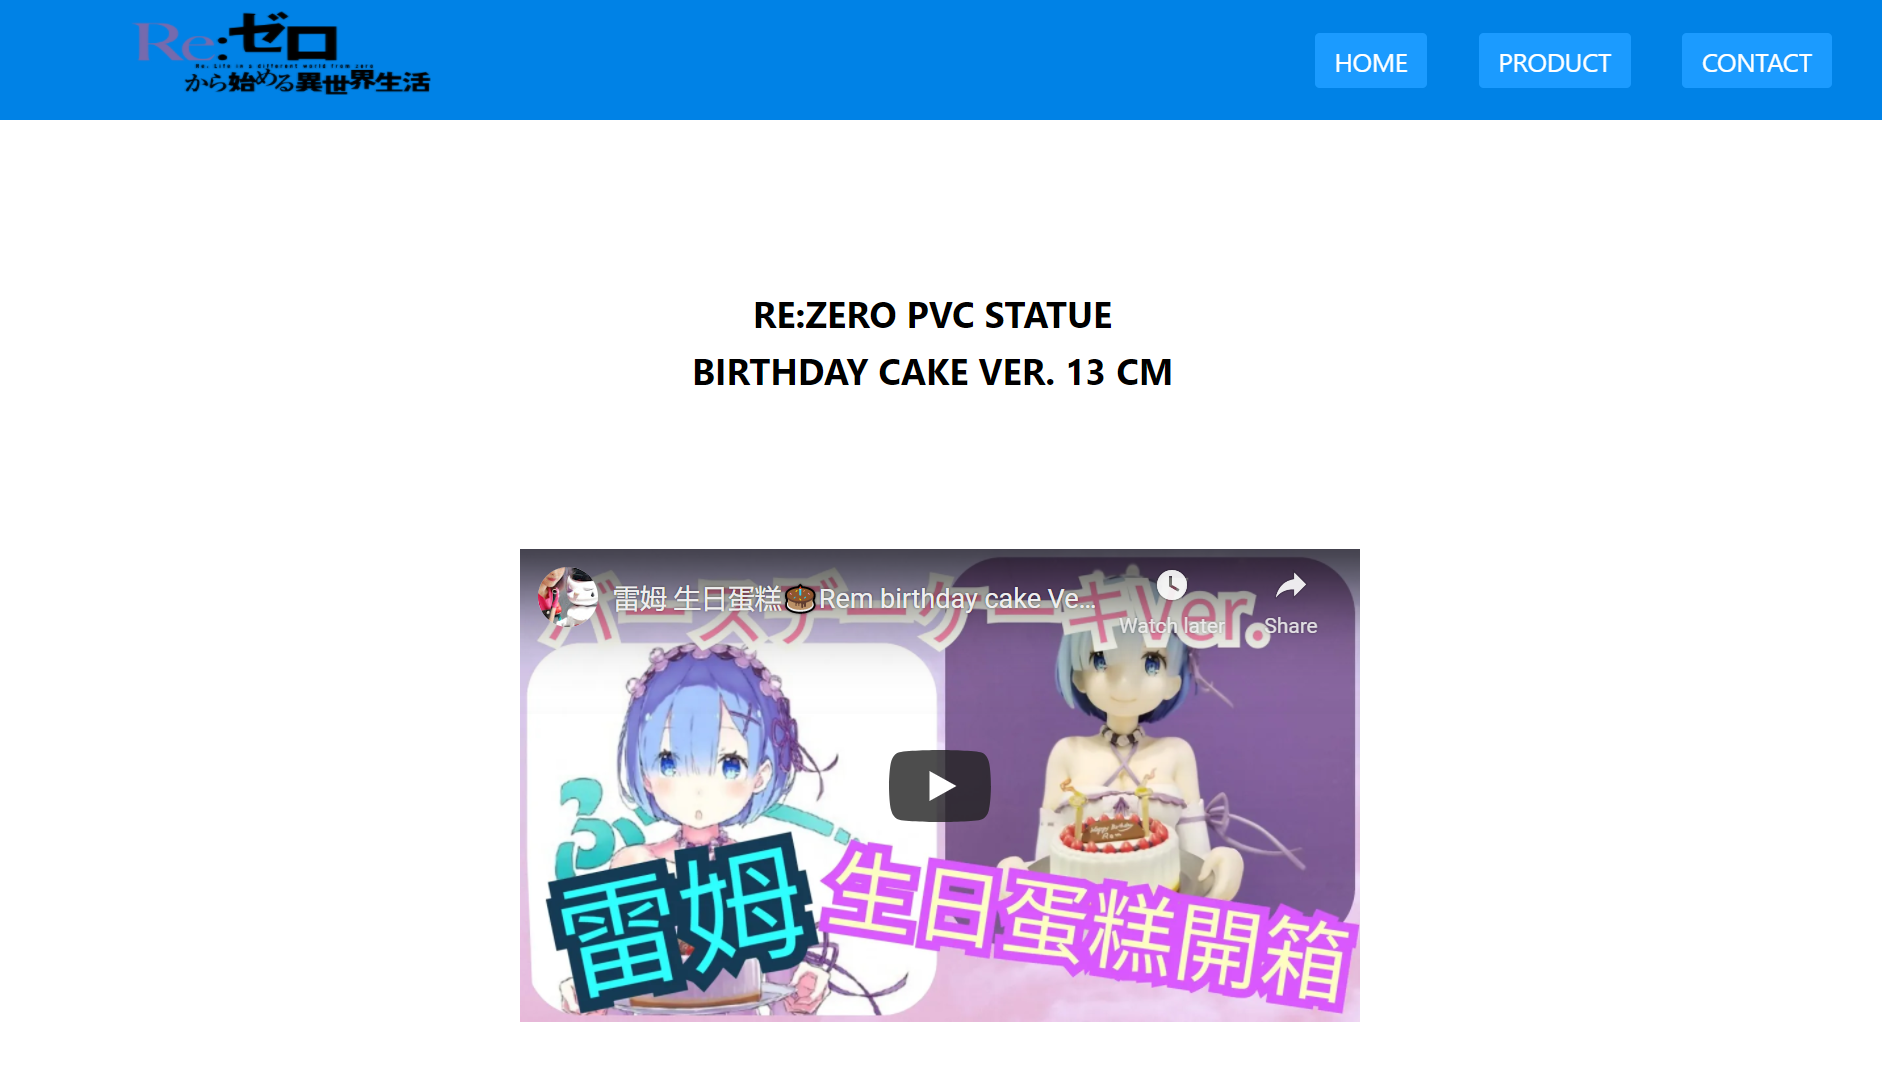 Re:ゼロ
Re. Life in a different world from zero
から始める異世界生活
HOME
PRODUCT
CONTACT
RE:ZERO PVC STATUE
BIRTHDAY CAKE VER. 13 CM
雷姆 生日蛋糕🎂Rem birthday cake Ve...
Watch later
Share
バースデーケーキVer.
Happy Birthday
雷姆
生日蛋糕開箱